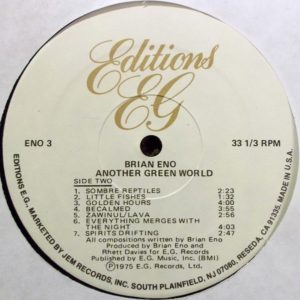 Editions
EG
ENO 3
33 1/3 RPM
BRIAN ENO
ANOTHER GREEN WORLD
SIDE TWO
1. SOMBRE REPTILES 2:23
2. LITTLE FISHES 1:32
3. GOLDEN HOURS 4:00
4. BECALMED 3:55
5. ZAWINUL/LAVA 3:00
6. EVERYTHING MERGES WITH
THE NIGHT 4:03
7. SPIRITS DRIFTING 2:47
All compositions written by Brian Eno
Produced by Brian Eno and
Rhett Davies for E.G. Records
Published by E.G. Music, Inc. (BMI)
Ⓟ1975 E.G. Records, Ltd.
EDITIONS E.G., MARKETED BY JEM RECORDS, INC. SOUTH PLAINFIELD, NJ 07080, RESEDA, CA 91335. MADE IN U.S.A.